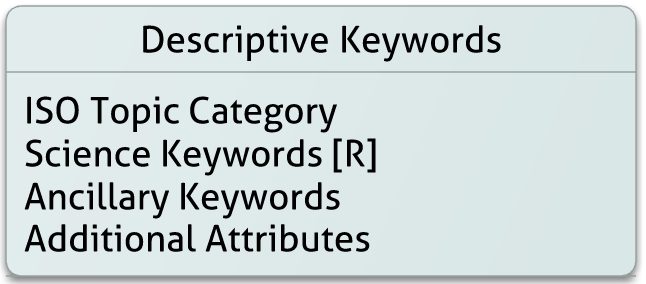 Descriptive Keywords
ISO Topic Category
Science Keywords [R]
Ancillary Keywords
Additional Attributes